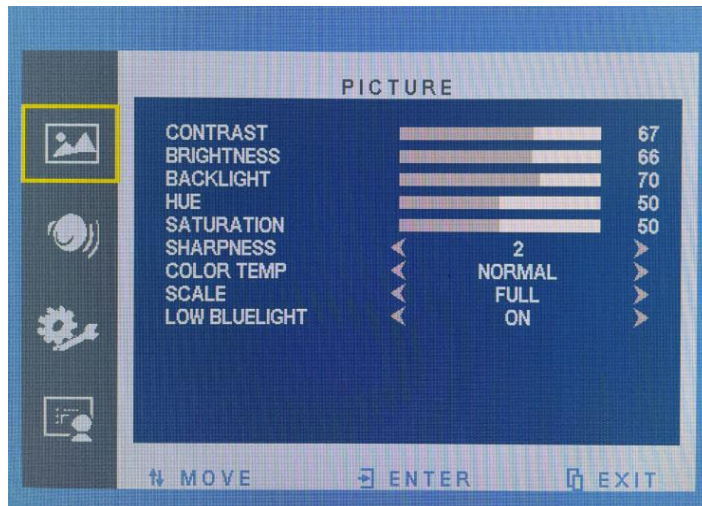 PICTURE
CONTRAST 67
BRIGHTNESS 66
BACKLIGHT 70
HUE 50
SATURATION 50
SHARPNESS 2
COLOR TEMP NORMAL
SCALE FULL
LOW BLUELIGHT ON
MOVE ENTER EXIT